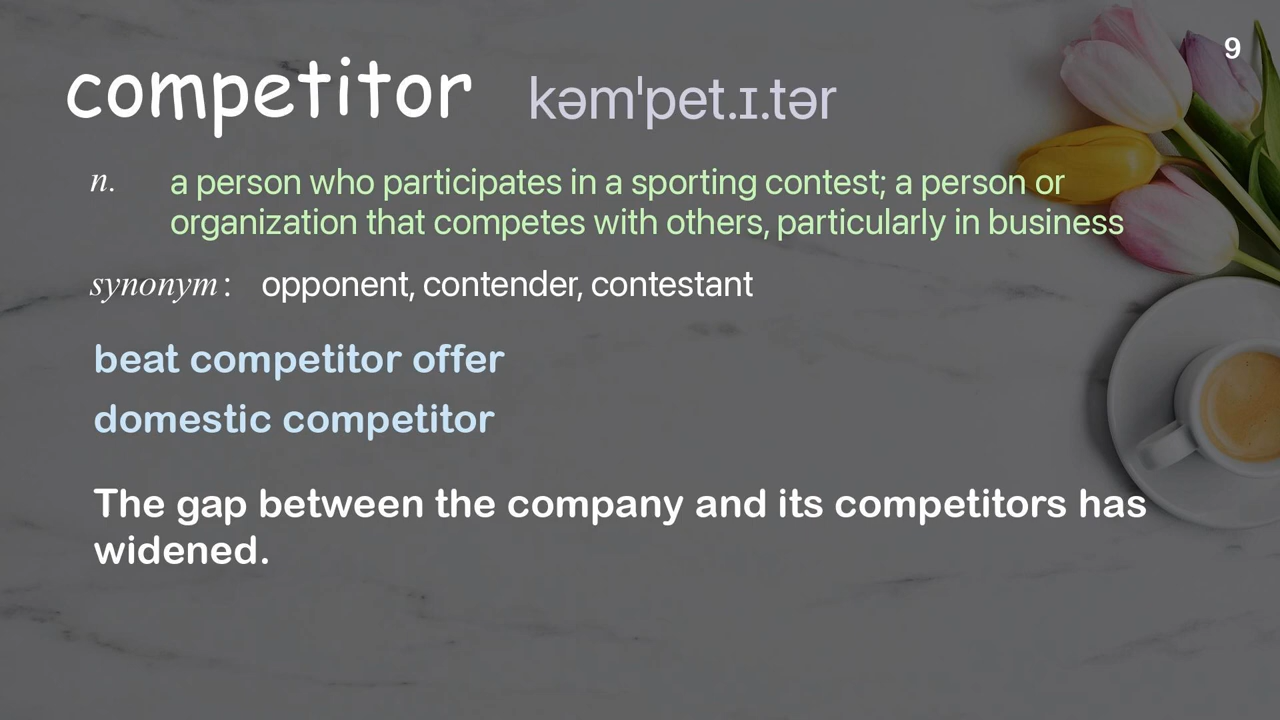 9
competitor kəm'pet.ɪ.tər
n. a person who participates in a sporting contest; a person or
organization that competes with others, particularly in business
synonym : opponent, contender, contestant
beat competitor offer
domestic competitor
The gap between the company and its competitors has
widened.